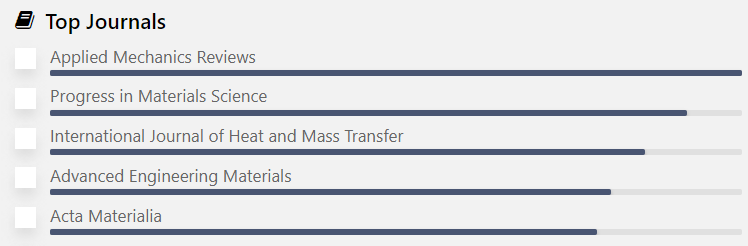 Top Journals
Applied Mechanics Reviews
Progress in Materials Science
International Journal of Heat and Mass Transfer
Advanced Engineering Materials
Acta Materialia